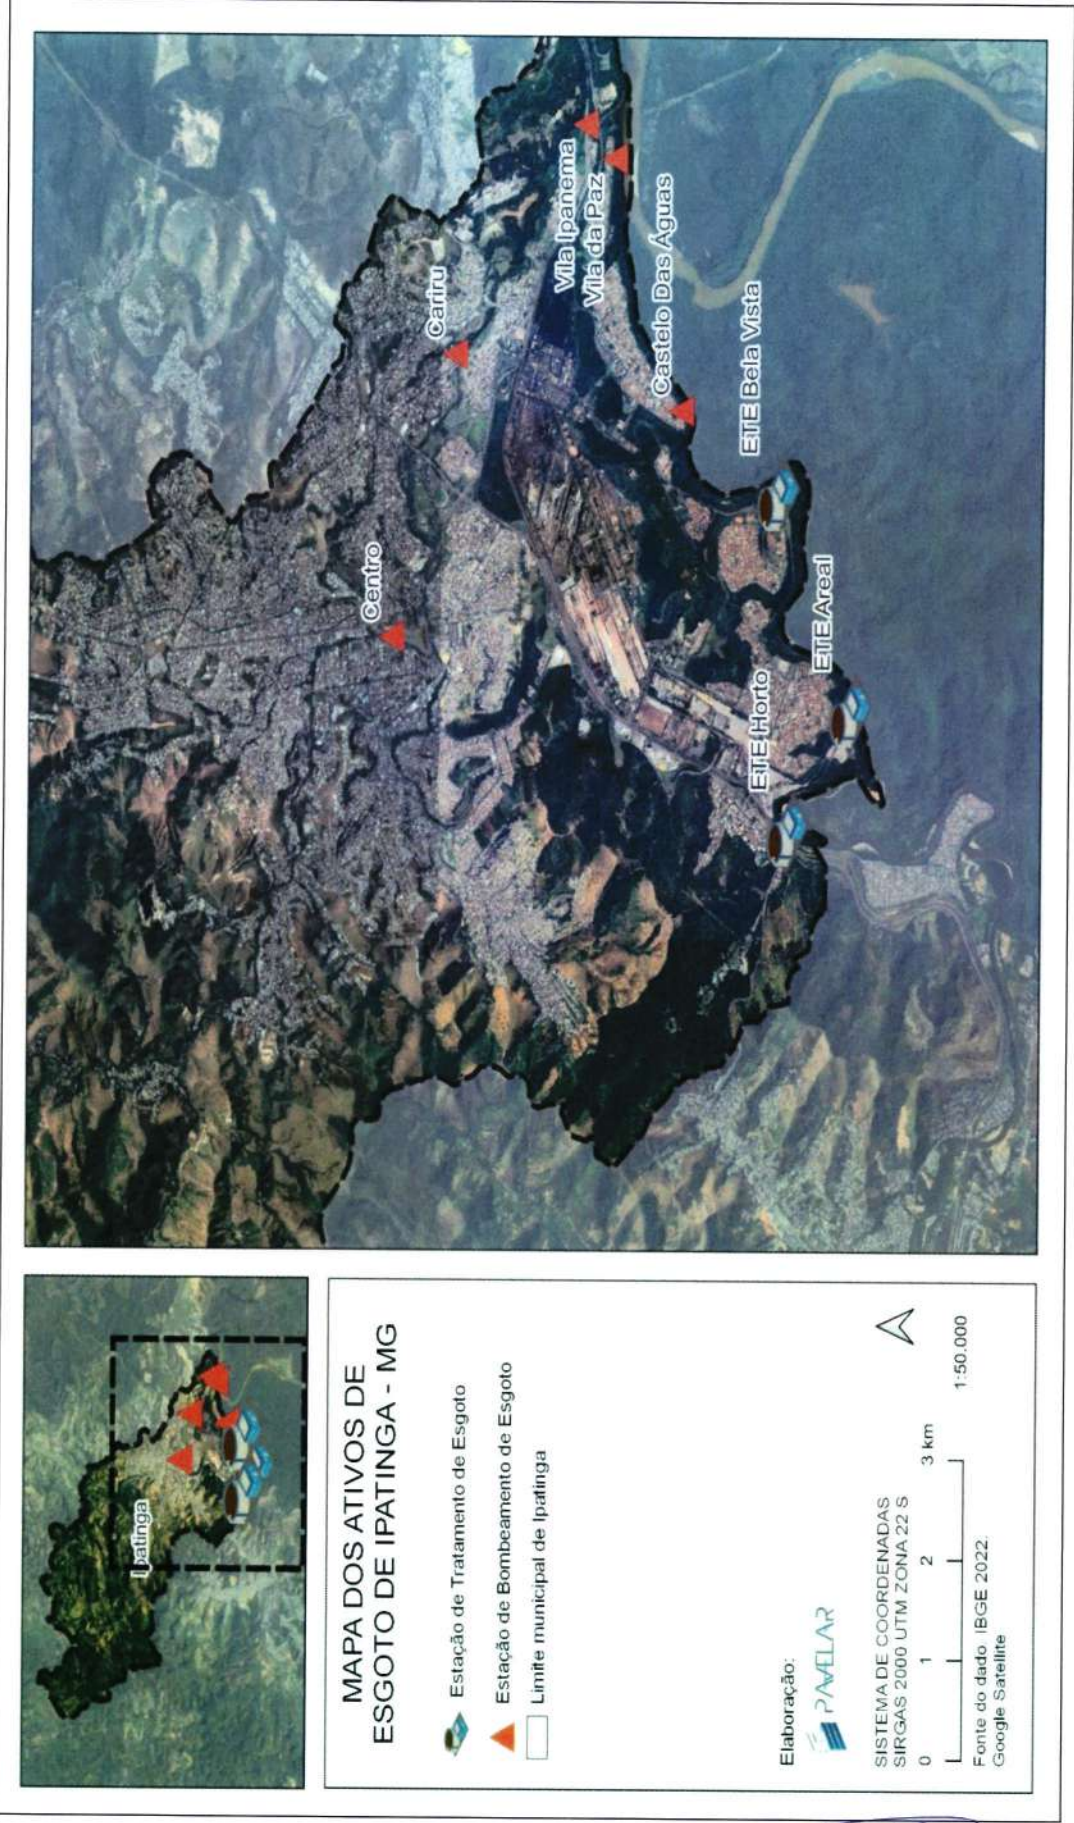 Ipatinga
MAPA DOS ATIVOS DE
ESGOTO DE IPATINGA - MG
Estação de Tratamento de Esgoto
Estação de Bombeamento de Esgoto
Limite municipal de Ipatinga
Elaboração:
PAVELAR
SISTEMA DE COORDENADAS
SIRGAS 2000 UTM ZONA 22 S
0 1 2 3 km
1:50.000
Fonte do dado IBGE 2022.
Google Satellite
Centro
Cariru
Vila Ipanema
Vila da Paz
Castelo Das Águas
ETE Bela Vista
ETE Areal
ETE Horto